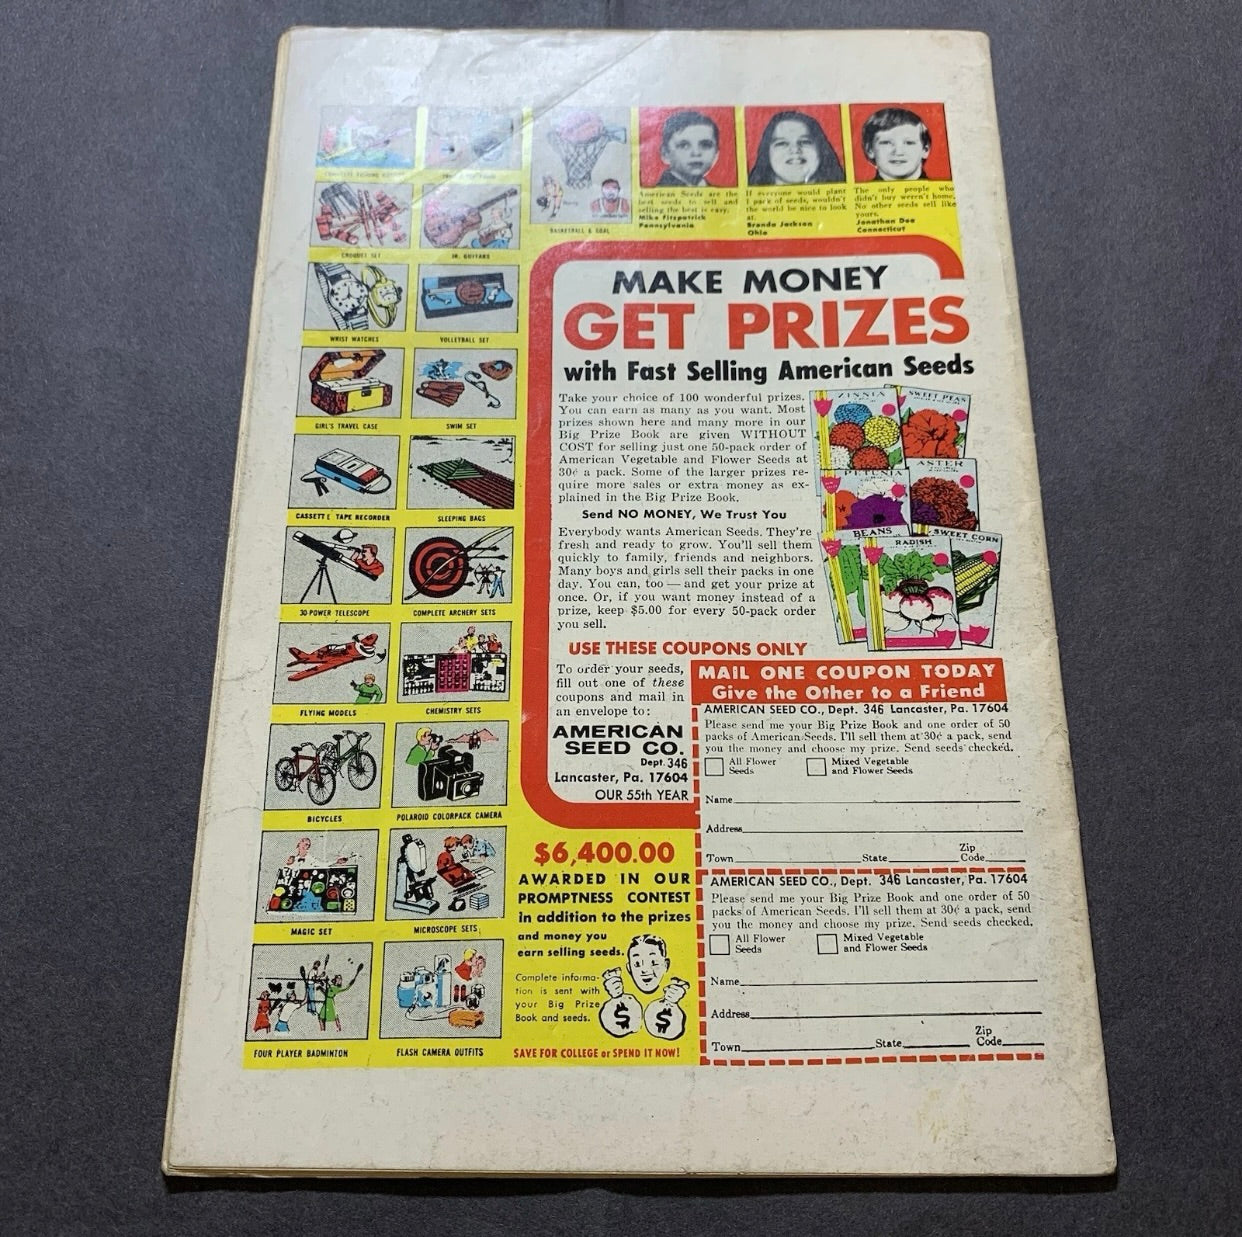 COMPLETE FISHING
CROQUET SET
JR. GUITARS
WRIST WATCHES
VOLLEYBALL SET
GIRL'S TRAVEL CASE
SWIM SET
CASSETTE TAPE RECORDER
SLEEPING BAGS
30 POWER TELESCOPE
COMPLETE ARCHERY SETS
FLYING MODELS
CHEMISTRY SETS
BICYCLES
POLAROID COLORPACK CAMERA
MAGIC SET
MICROSCOPE SETS
FOUR PLAYER BADMINTON
FLASH CAMERA OUTFITS
BASKETBALL & GOAL
American Seeds are the
best seeds to sell and
selling the best is easy.
Mike Fitzpatrick
Pennsylvania
If everyone would plant
1 pack of seeds, wouldn't
the world be nice to look
at.
Brenda Jackson
Ohio
The only people who
didn't buy weren't home.
No other seeds sell like
yours.
Jonathan Doe
Connecticut
MAKE MONEY
GET PRIZES
with Fast Selling American Seeds
Take your choice of 100 wonderful prizes.
You can earn as many as you want. Most
prizes shown here and many more in our
Big Prize Book are given WITHOUT
COST for selling just one 50-pack order of
American Vegetable and Flower Seeds at
30¢ a pack. Some of the larger prizes re-
quire more sales or extra money as ex-
plained in the Big Prize Book.
Send NO MONEY, We Trust You
Everybody wants American Seeds. They're
fresh and ready to grow. You'll sell them
quickly to family, friends and neighbors.
Many boys and girls sell their packs in one
day. You can, too — and get your prize at
once. Or, if you want money instead of a
prize, keep $5.00 for every 50-pack order
you sell.
ZINNIA
SWEET PEAS
PETUNIA
ASTER
BEANS
RADISH
SWEET CORN
USE THESE COUPONS ONLY
To order your seeds,
fill out one of these
coupons and mail in
an envelope to:
AMERICAN
SEED CO.
Dept. 346
Lancaster, Pa. 17604
OUR 55th YEAR
MAIL ONE COUPON TODAY
Give the Other to a Friend
AMERICAN SEED CO., Dept. 346 Lancaster, Pa. 17604
Please send me your Big Prize Book and one order of 50
packs of American Seeds. I'll sell them at 30¢ a pack, send
you the money and choose my prize. Send seeds checked.
All Flower Seeds
Mixed Vegetable and Flower Seeds
Name
Address
Town State Zip Code
AMERICAN SEED CO., Dept. 346 Lancaster, Pa. 17604
Please send me your Big Prize Book and one order of 50
packs of American Seeds. I'll sell them at 30¢ a pack, send
you the money and choose my prize. Send seeds checked.
All Flower Seeds
Mixed Vegetable and Flower Seeds
Name
Address
Town State Zip Code
$6,400.00
AWARDED IN OUR
PROMPTNESS CONTEST
in addition to the prizes
and money you
earn selling seeds.
Complete informa-
tion is sent with
your Big Prize
Book and seeds.
$ $
SAVE FOR COLLEGE or SPEND IT NOW!